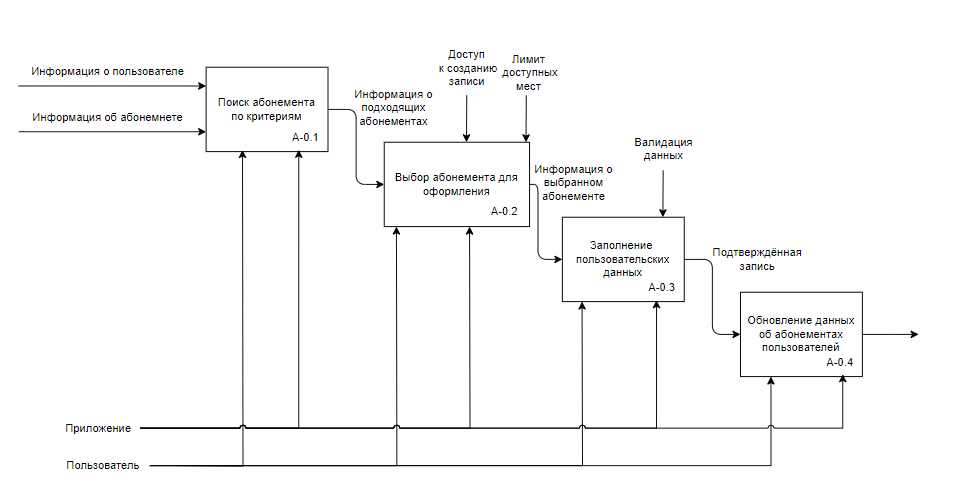 Информация о пользователе
Информация об абонемнете
Поиск абонемента
по критериям
А-0.1
Информация о
подходящих
абонементах
Доступ
к созданию
записи
Лимит
доступных
мест
Выбор абонемента для
оформления
А-0.2
Информация о
выбранном
абонементе
Валидация
данных
Заполнение
пользовательских
данных
А-0.3
Подтверждённая
запись
Обновление данных
об абонементах
пользователей
А-0.4
Приложение
Пользователь